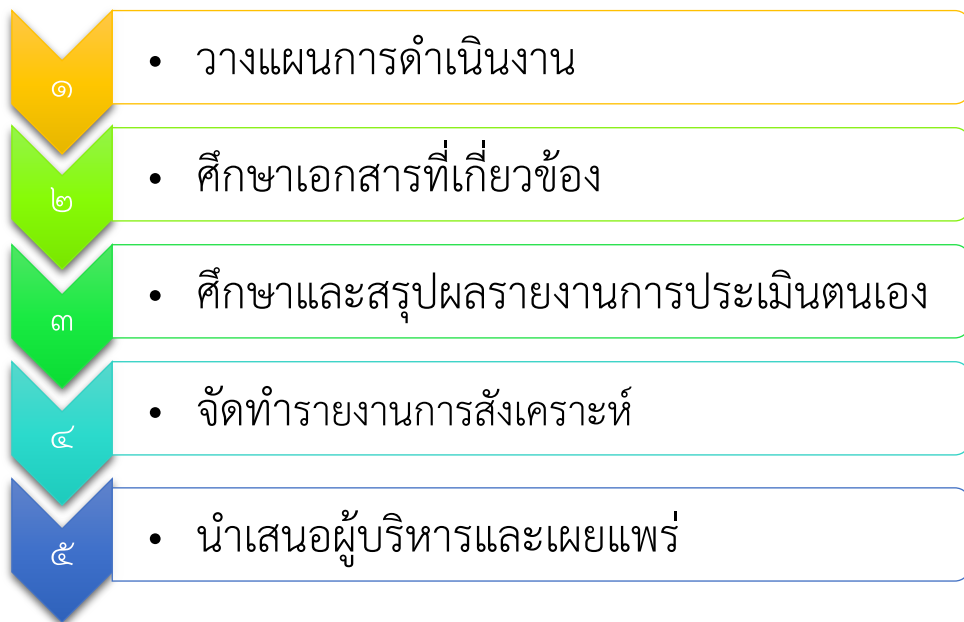 ๑
• วางแผนการดำเนินงาน
๒
• ศึกษาเอกสารที่เกี่ยวข้อง
๓
• ศึกษาและสรุปผลรายงานการประเมินตนเอง
๔
• จัดทำรายงานการสังเคราะห์
๕
• นำเสนอผู้บริหารและเผยแพร่